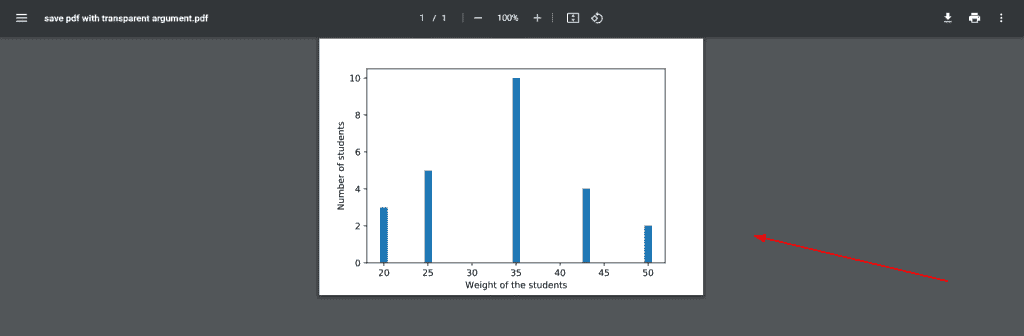 save pdf with transparent argument.pdf
1 / 1
100%
Number of students
10
8
6
4
2
0
20 25 30 35 40 45 50
Weight of the students